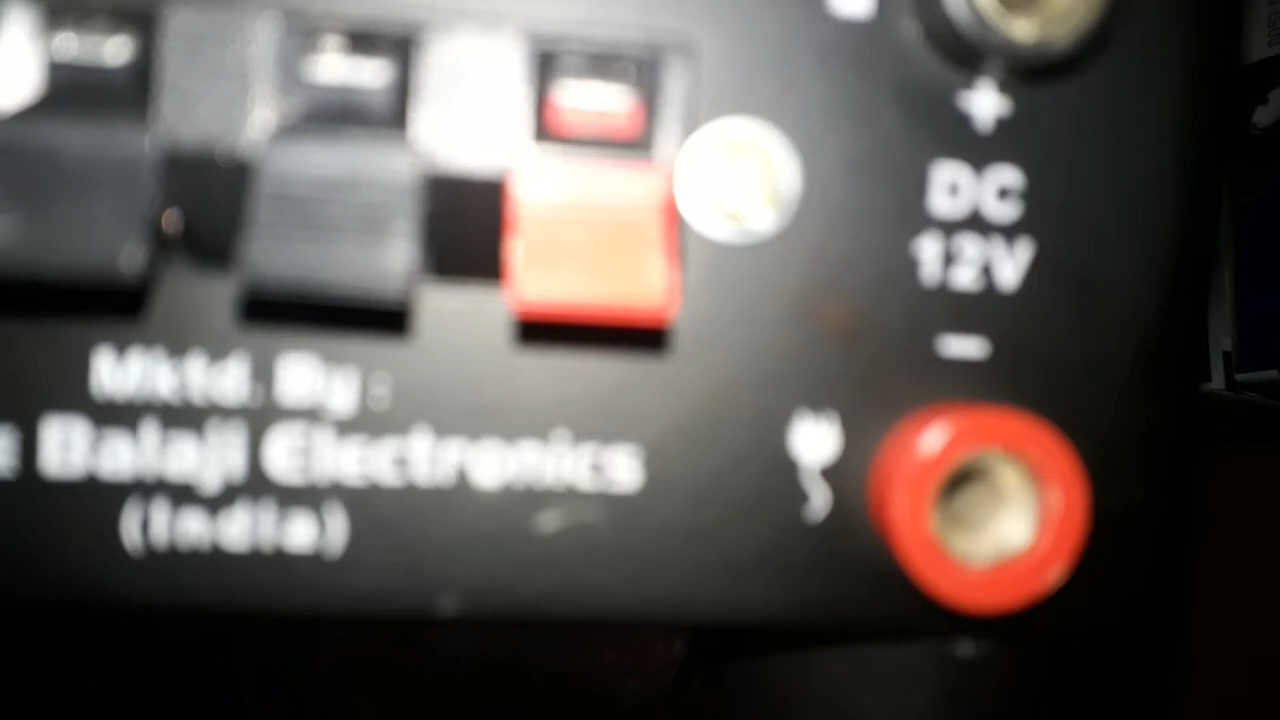 +
DC
12V
–
Mktd. By :
Balaji Electronics
(India)